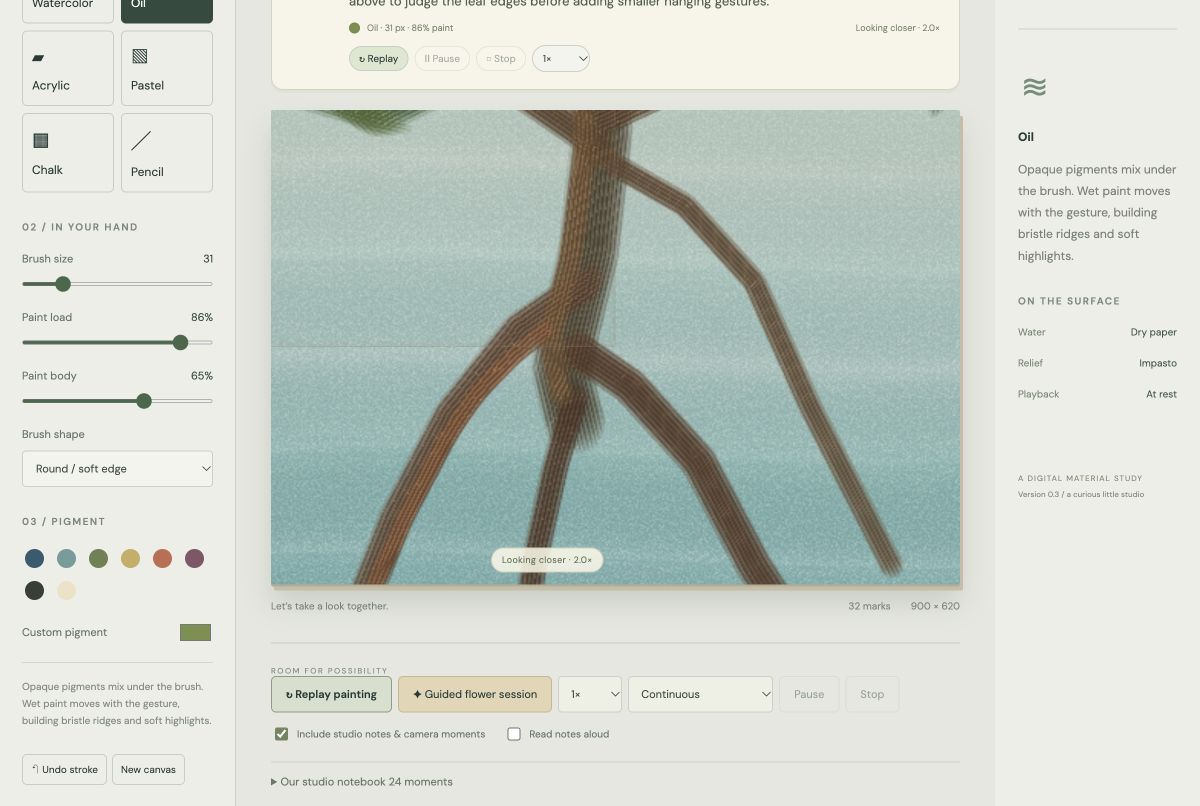 Watercolor
Oil
Acrylic
Pastel
Chalk
Pencil
02 / IN YOUR HAND
Brush size 31
Paint load 86%
Paint body 65%
Brush shape
Round / soft edge
03 / PIGMENT
Custom pigment
Opaque pigments mix under the brush.
Wet paint moves with the gesture,
building bristle ridges and soft highlights.
Undo stroke
New canvas
above to judge the leaf edges before adding smaller hanging gestures.
Oil · 31 px · 86% paint
Looking closer · 2.0×
Replay
Pause
Stop
1×
Looking closer · 2.0×
Let's take a look together.
32 marks
900 × 620
ROOM FOR POSSIBILITY
Replay painting
Guided flower session
1×
Continuous
Pause
Stop
Include studio notes & camera moments
Read notes aloud
Our studio notebook 24 moments
Oil
Opaque pigments mix under
the brush. Wet paint moves
with the gesture, building
bristle ridges and soft
highlights.
ON THE SURFACE
Water Dry paper
Relief Impasto
Playback At rest
A DIGITAL MATERIAL STUDY
Version 0.3 / a curious little studio